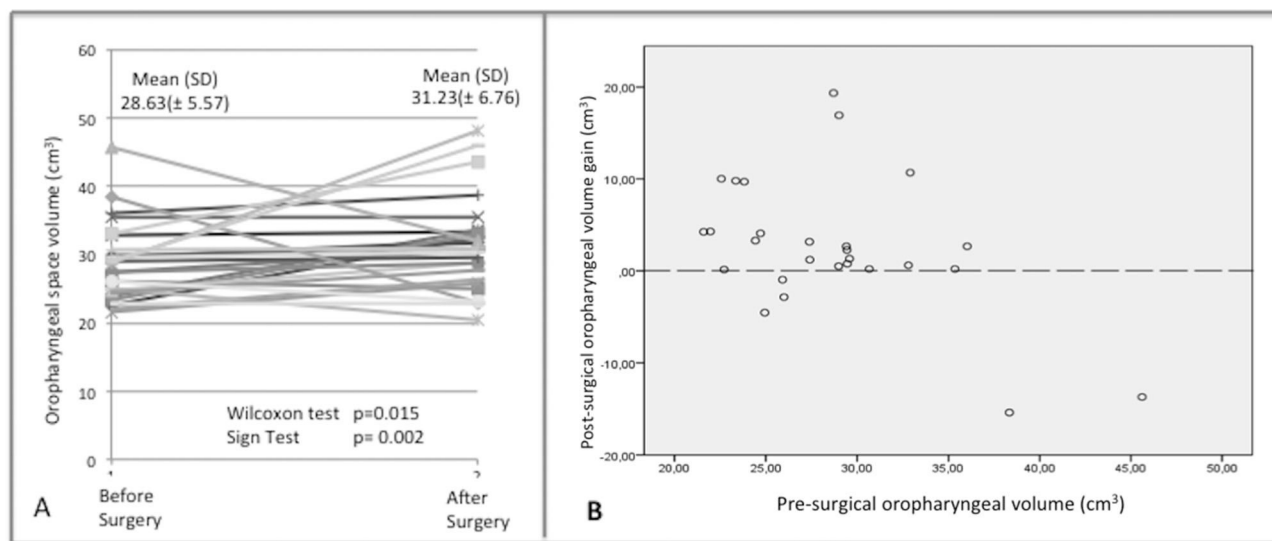 60
50
40
30
20
10
0
Oropharyngeal space volume (cm³)
Mean (SD)
28.63(± 5.57)
Mean (SD)
31.23(± 6.76)
Wilcoxon test p=0.015
Sign Test p= 0.002
Before
Surgery
After
Surgery
A
20,00
10,00
,00
-10,00
-20,00
Post-surgical oropharyngeal volume gain (cm³)
20,00 25,00 30,00 35,00 40,00 45,00 50,00
Pre-surgical oropharyngeal volume (cm³)
B